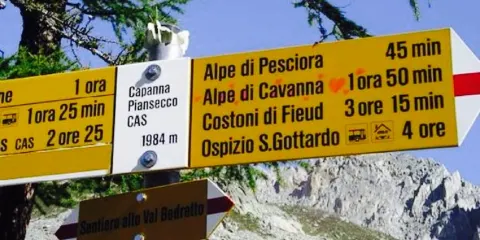 ne 1 ora
1 ora 25 min
S CAS 2 ore 25
Capanna
Piansecco
CAS
1984 m
Alpe di Pesciora 45 min
Alpe di Cavanna 1 ora 50 min
Costoni di Fieud 3 ore 15 min
Ospizio S.Gottardo 4 ore
Sentiero alto Val Bedretto